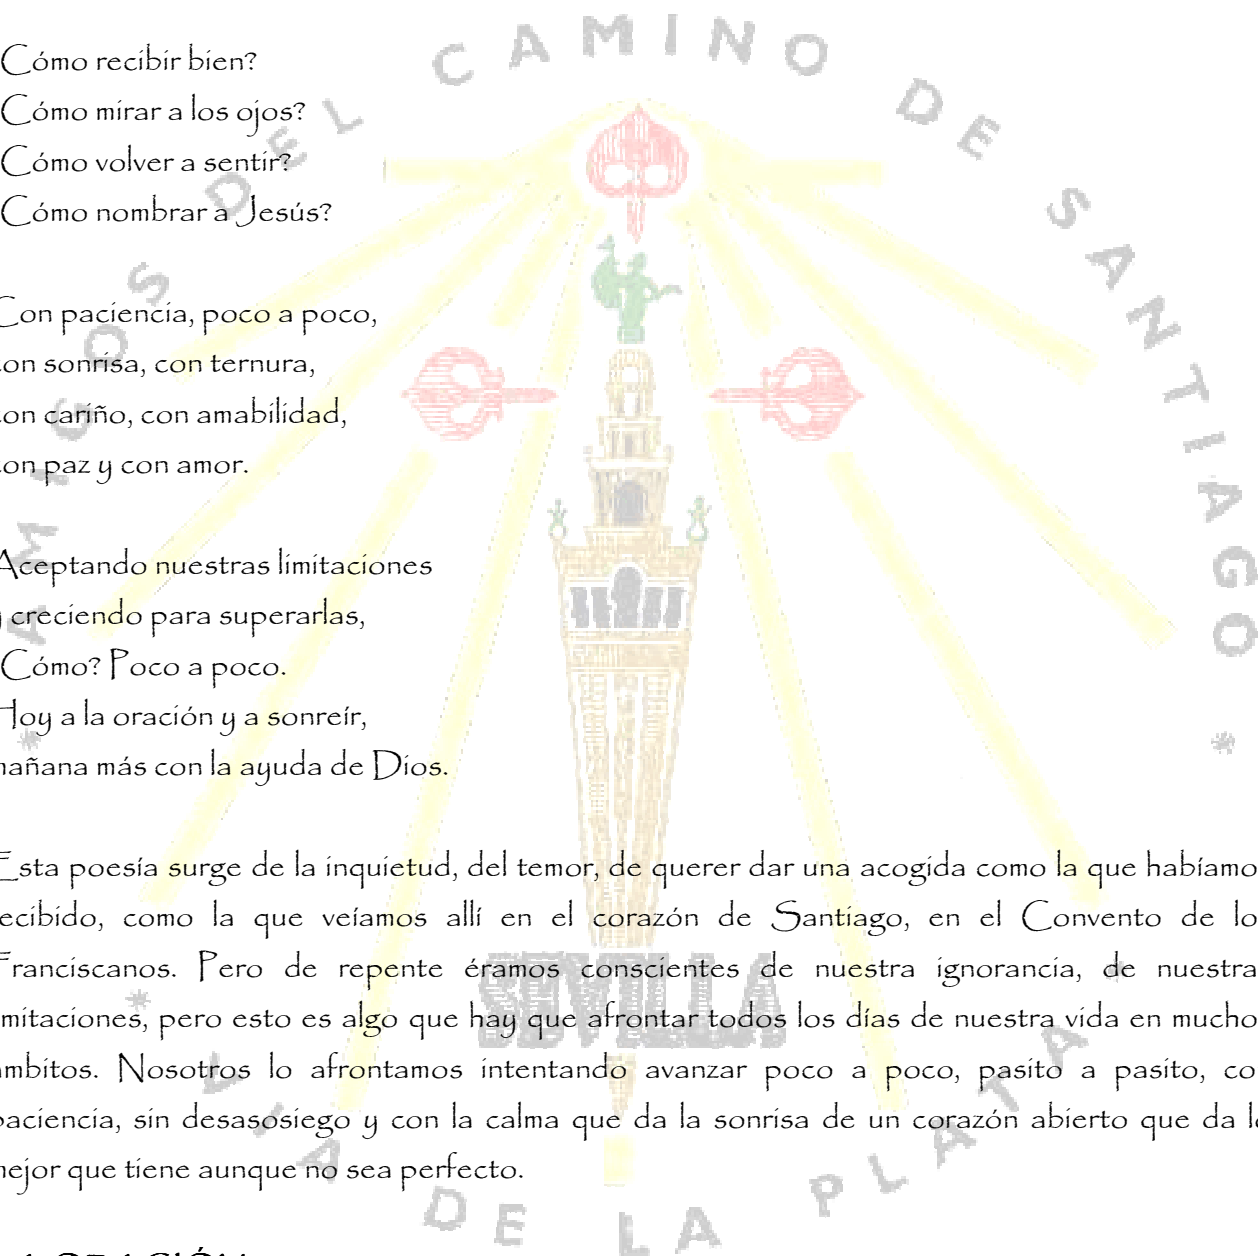 Cómo recibir bien?
Cómo mirar a los ojos?
Cómo volver a sentir?
Cómo nombrar a Jesús?
Con paciencia, poco a poco,
on sonrisa, con ternura,
on cariño, con amabilidad,
on paz y con amor.
Aceptando nuestras limitaciones
y creciendo para superarlas,
Cómo? Poco a poco.
Hoy a la oración y a sonreír,
mañana más con la ayuda de Dios.
Esta poesía surge de la inquietud, del temor, de querer dar una acogida como la que habíamo
ecibido, como la que veíamos allí en el corazón de Santiago, en el Convento de lo
Franciscanos. Pero de repente éramos conscientes de nuestra ignorancia, de nuestra
imitaciones, pero esto es algo que hay que afrontar todos los días de nuestra vida en mucho
mbitos. Nosotros lo afrontamos intentando avanzar poco a poco, pasito a pasito, co
paciencia, sin desasosiego y con la calma que da la sonrisa de un corazón abierto que da l
mejor que tiene aunque no sea perfecto.
AMIGOS DEL CAMINO DE SANTIAGO
SEVILLA
* VIA DE LA PLATA *